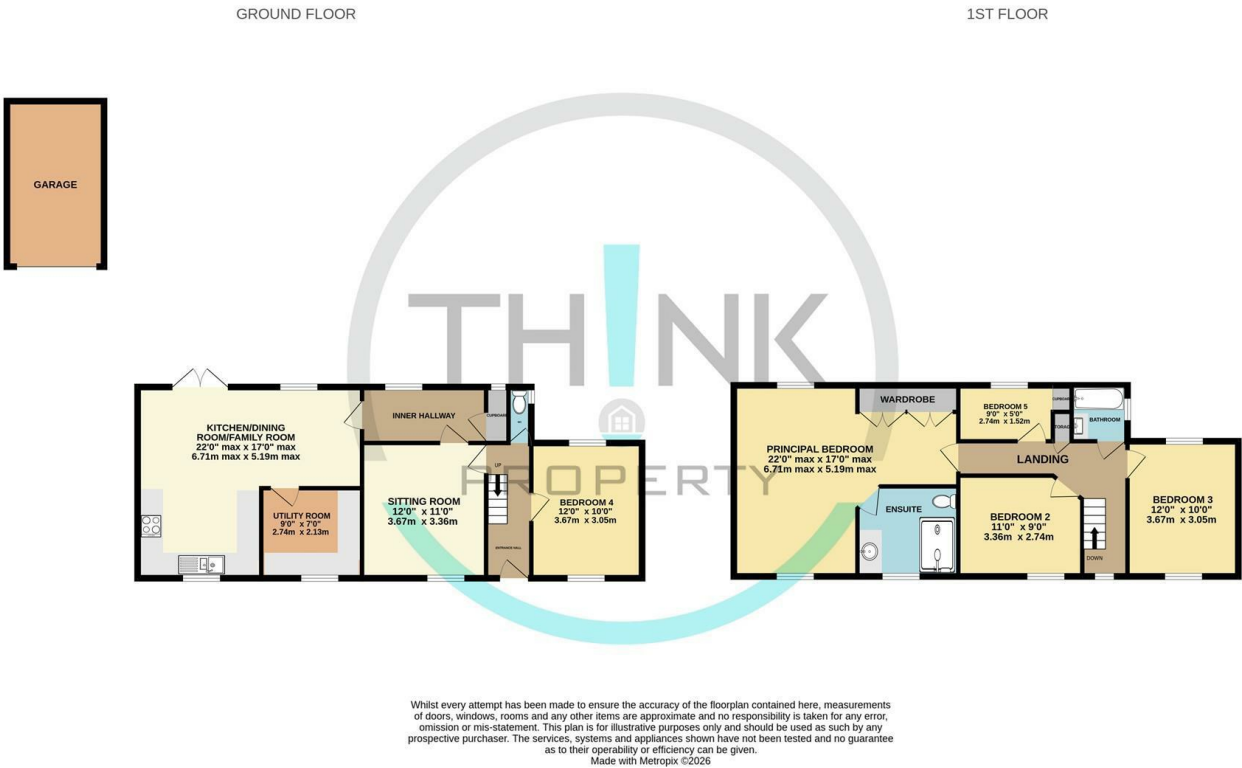 GROUND FLOOR
1ST FLOOR
GARAGE
TH!NK
PROPERTY
KITCHEN/DINING
ROOM/FAMILY ROOM
22'0" max x 17'0" max
6.71m max x 5.19m max
INNER HALLWAY
CUPBOARD
WC
UTILITY ROOM
9'0" x 7'0"
2.74m x 2.13m
SITTING ROOM
12'0" x 11'0"
3.67m x 3.36m
UP
ENTRANCE HALL
BEDROOM 4
12'0" x 10'0"
3.67m x 3.05m
WARDROBE
PRINCIPAL BEDROOM
22'0" max x 17'0" max
6.71m max x 5.19m max
ENSUITE
BEDROOM 5
9'0" x 5'0"
2.74m x 1.52m
CUPBOARD
BATHROOM
LANDING
BEDROOM 2
11'0" x 9'0"
3.36m x 2.74m
DOWN
BEDROOM 3
12'0" x 10'0"
3.67m x 3.05m
Whilst every attempt has been made to ensure the accuracy of the floorplan contained here, measurements
of doors, windows, rooms and any other items are approximate and no responsibility is taken for any error,
omission or mis-statement. This plan is for illustrative purposes only and should be used as such by any
prospective purchaser. The services, systems and appliances shown have not been tested and no guarantee
as to their operability or efficiency can be given.
Made with Metropix ©2026